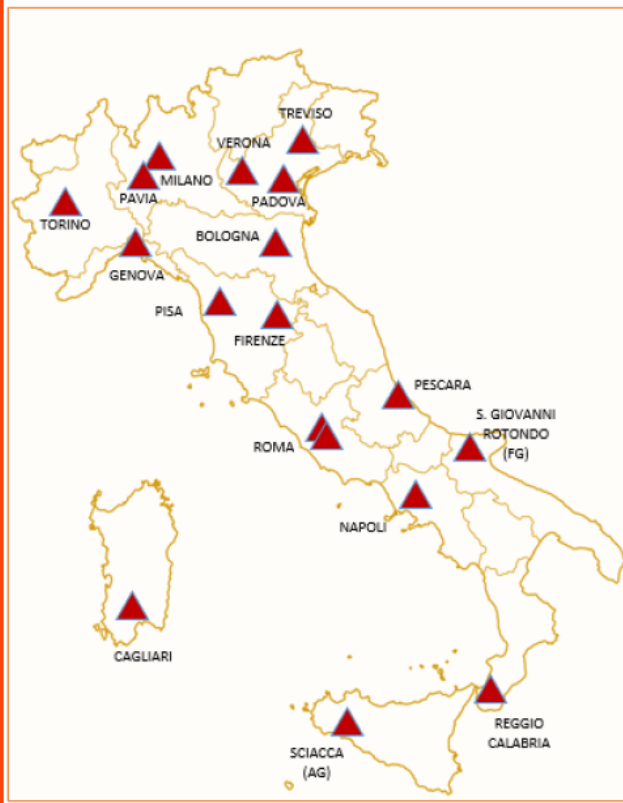 TREVISO
VERONA
MILANO
PAVIA
PADOVA
TORINO
BOLOGNA
GENOVA
PISA
FIRENZE
PESCARA
S. GIOVANNI
ROTONDO
(FG)
ROMA
NAPOLI
CAGLIARI
REGGIO
CALABRIA
SCIACCA
(AG)